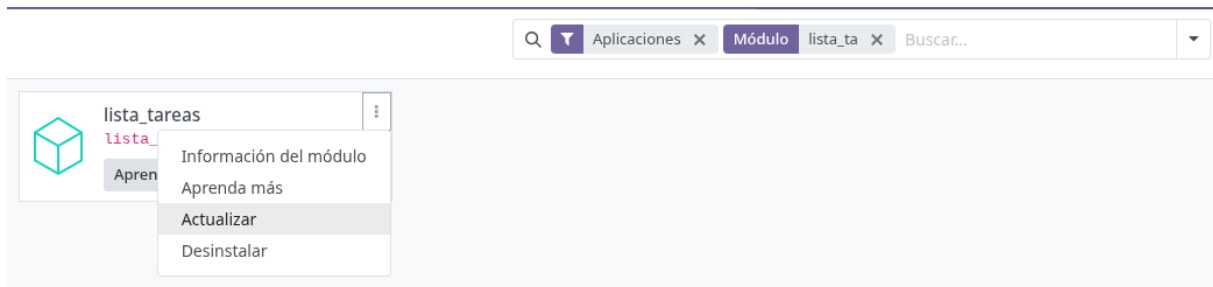 Aplicaciones Módulo lista_ta Buscar...
lista_tareas
lista_
Apren
Información del módulo
Aprenda más
Actualizar
Desinstalar